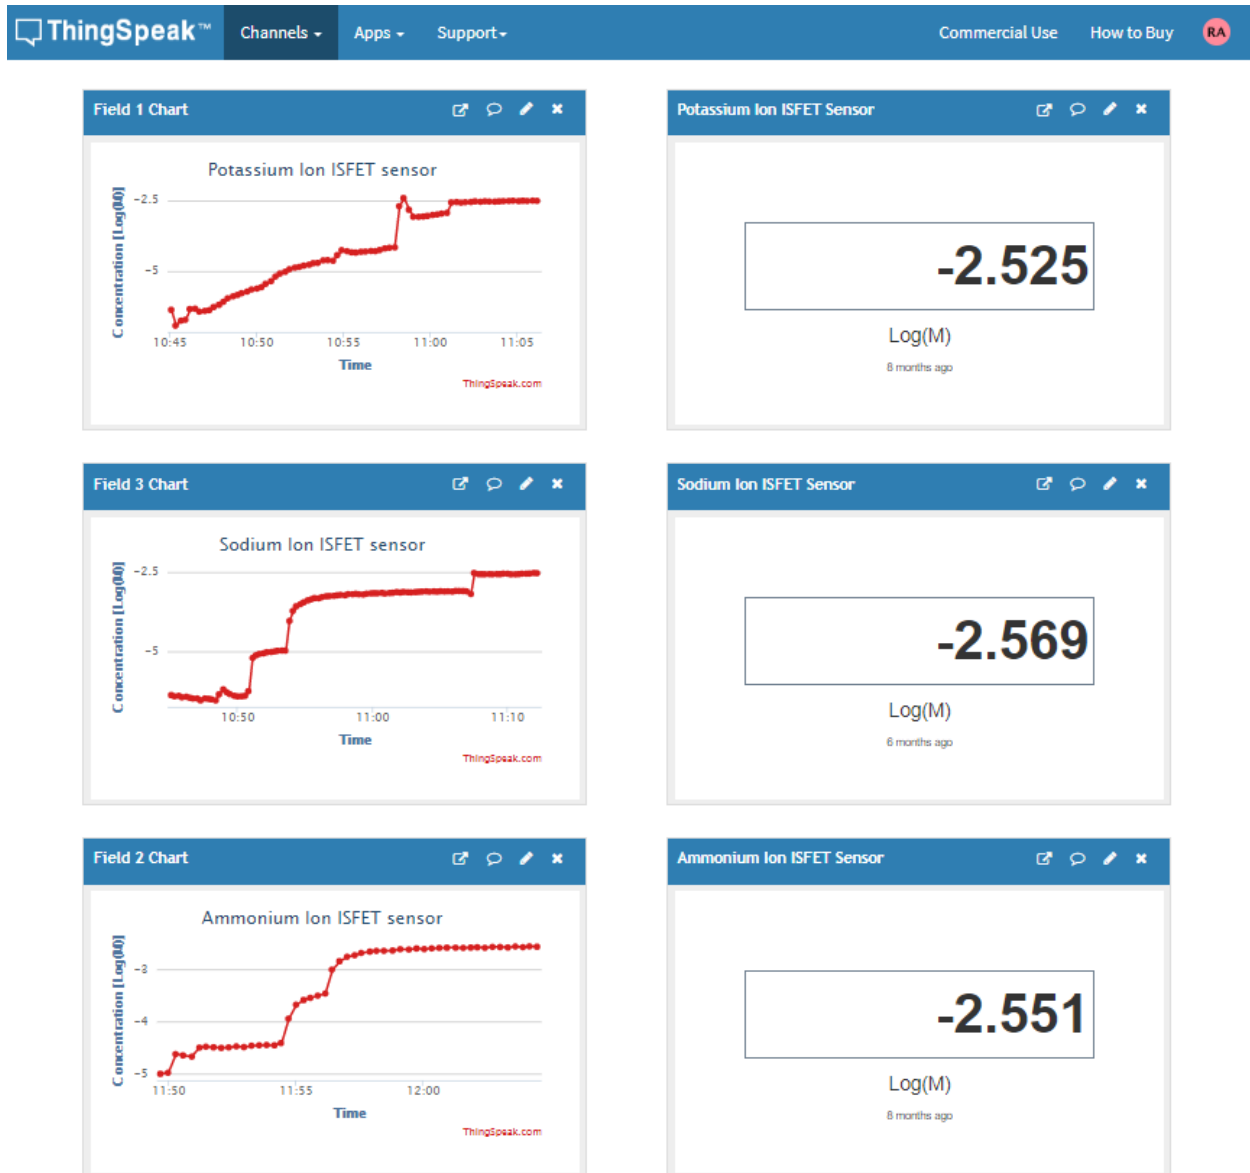 ThingSpeak™ Channels Apps Support Commercial Use How to Buy RA
Field 1 Chart
Potassium Ion ISFET sensor
Concentration [Log(M)]
-2.5
-5
10:45 10:50 10:55 11:00 11:05
Time
ThingSpeak.com
Potassium Ion ISFET Sensor
-2.525
Log(M)
8 months ago
Field 3 Chart
Sodium Ion ISFET sensor
Concentration [Log(M)]
-2.5
-5
10:50 11:00 11:10
Time
ThingSpeak.com
Sodium Ion ISFET Sensor
-2.569
Log(M)
6 months ago
Field 2 Chart
Ammonium Ion ISFET sensor
Concentration [Log(M)]
-3
-4
-5
11:50 11:55 12:00
Time
ThingSpeak.com
Ammonium Ion ISFET Sensor
-2.551
Log(M)
8 months ago